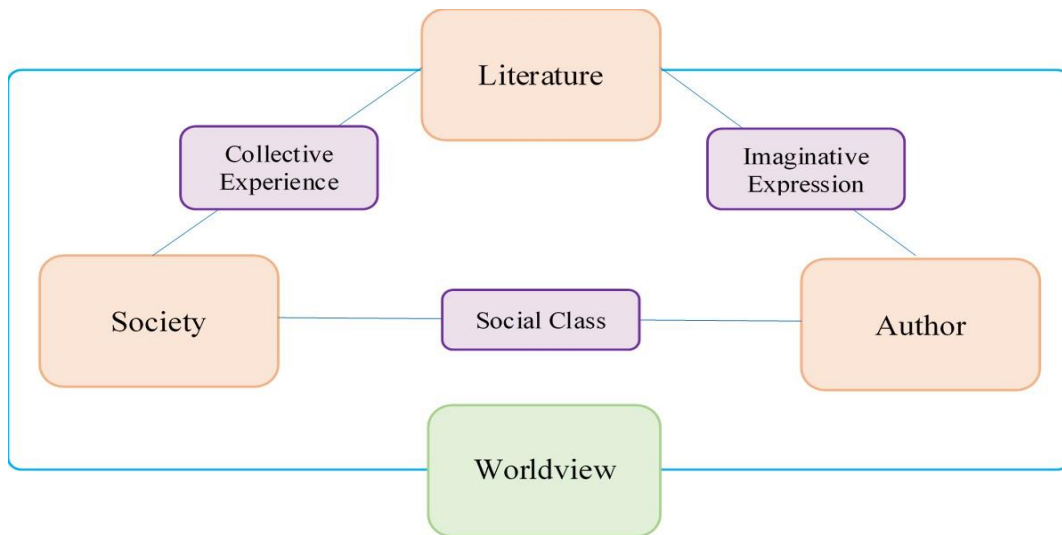 Literature
Collective
Experience
Imaginative
Expression
Society
Social Class
Author
Worldview